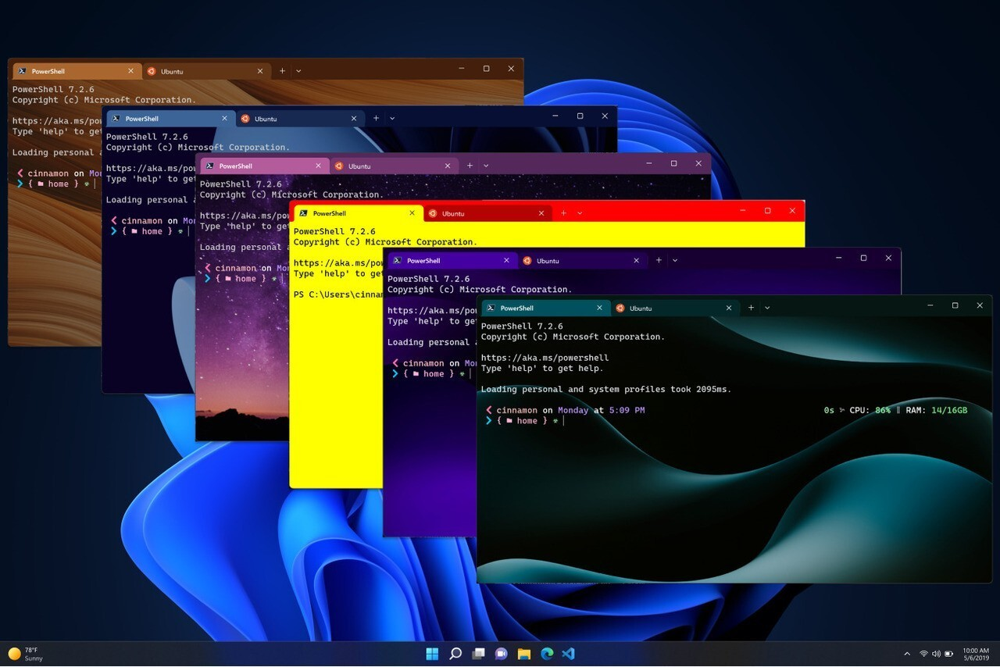 PowerShell
Ubuntu
PowerShell 7.2.6
Copyright (c) Microsoft Corporation.
https://aka.ms/pow
Type 'help' to get
Loading personal a
cinnamon on Mon
{ home }
PowerShell
Ubuntu
PowerShell 7.2.6
Copyright (c) Microsoft Corporation.
https://aka.ms/pow
Type 'help' to get
Loading personal a
cinnamon on Mon
{ home }
PowerShell
Ubuntu
PowerShell 7.2.6
Copyright (c) Microsoft Corporation.
https://aka.ms/pow
Type 'help' to get
Loading personal a
cinnamon on Mon
{ home }
PowerShell
Ubuntu
PowerShell 7.2.6
Copyright (c) Microsoft Corporation.
https://aka.ms/pow
Type 'help' to get
PS C:\Users\cinnam
PowerShell
Ubuntu
PowerShell 7.2.6
Copyright (c) Microsoft Corporation.
https://aka.ms/pow
Type 'help' to get
Loading personal a
cinnamon on Mon
{ home }
PowerShell
Ubuntu
PowerShell 7.2.6
Copyright (c) Microsoft Corporation.
https://aka.ms/powershell
Type 'help' to get help.
Loading personal and system profiles took 2095ms.
cinnamon on Monday at 5:09 PM
0s CPU: 86% RAM: 14/16GB
{ home }
78°F
Sunny
10:00 AM
5/6/2019